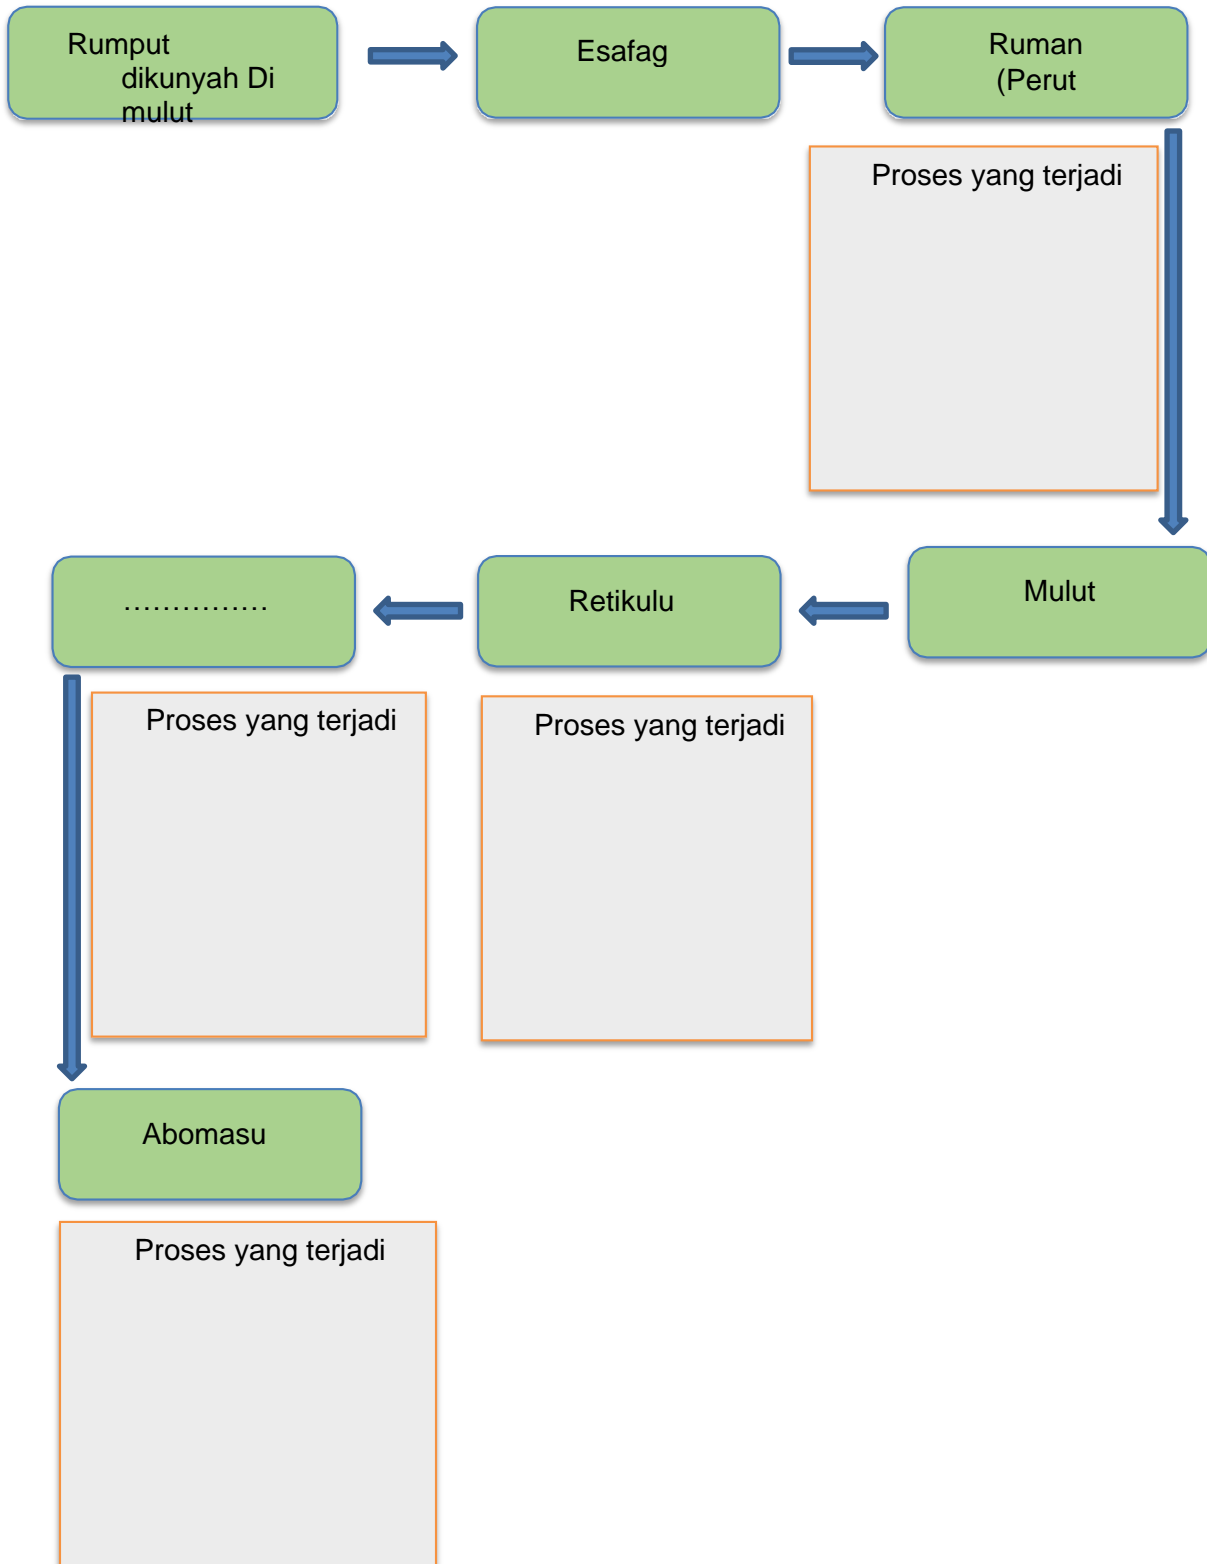 Rumput
dikunyah Di
mulut
Esafag
Ruman
(Perut
Proses yang terjadi
Mulut
Retikulu
……………
Proses yang terjadi
Proses yang terjadi
Abomasu
Proses yang terjadi